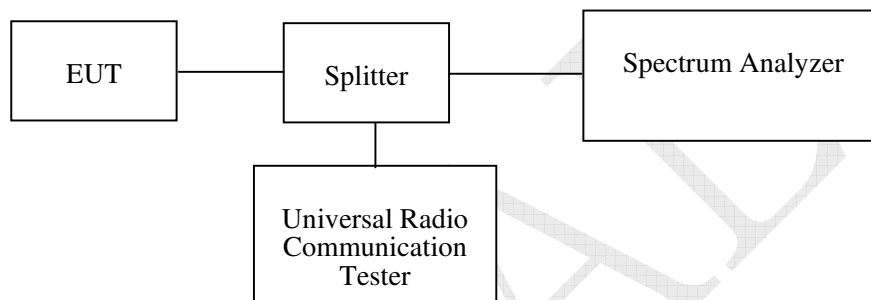 EUT
Splitter
Spectrum Analyzer
Universal Radio
Communication
Tester